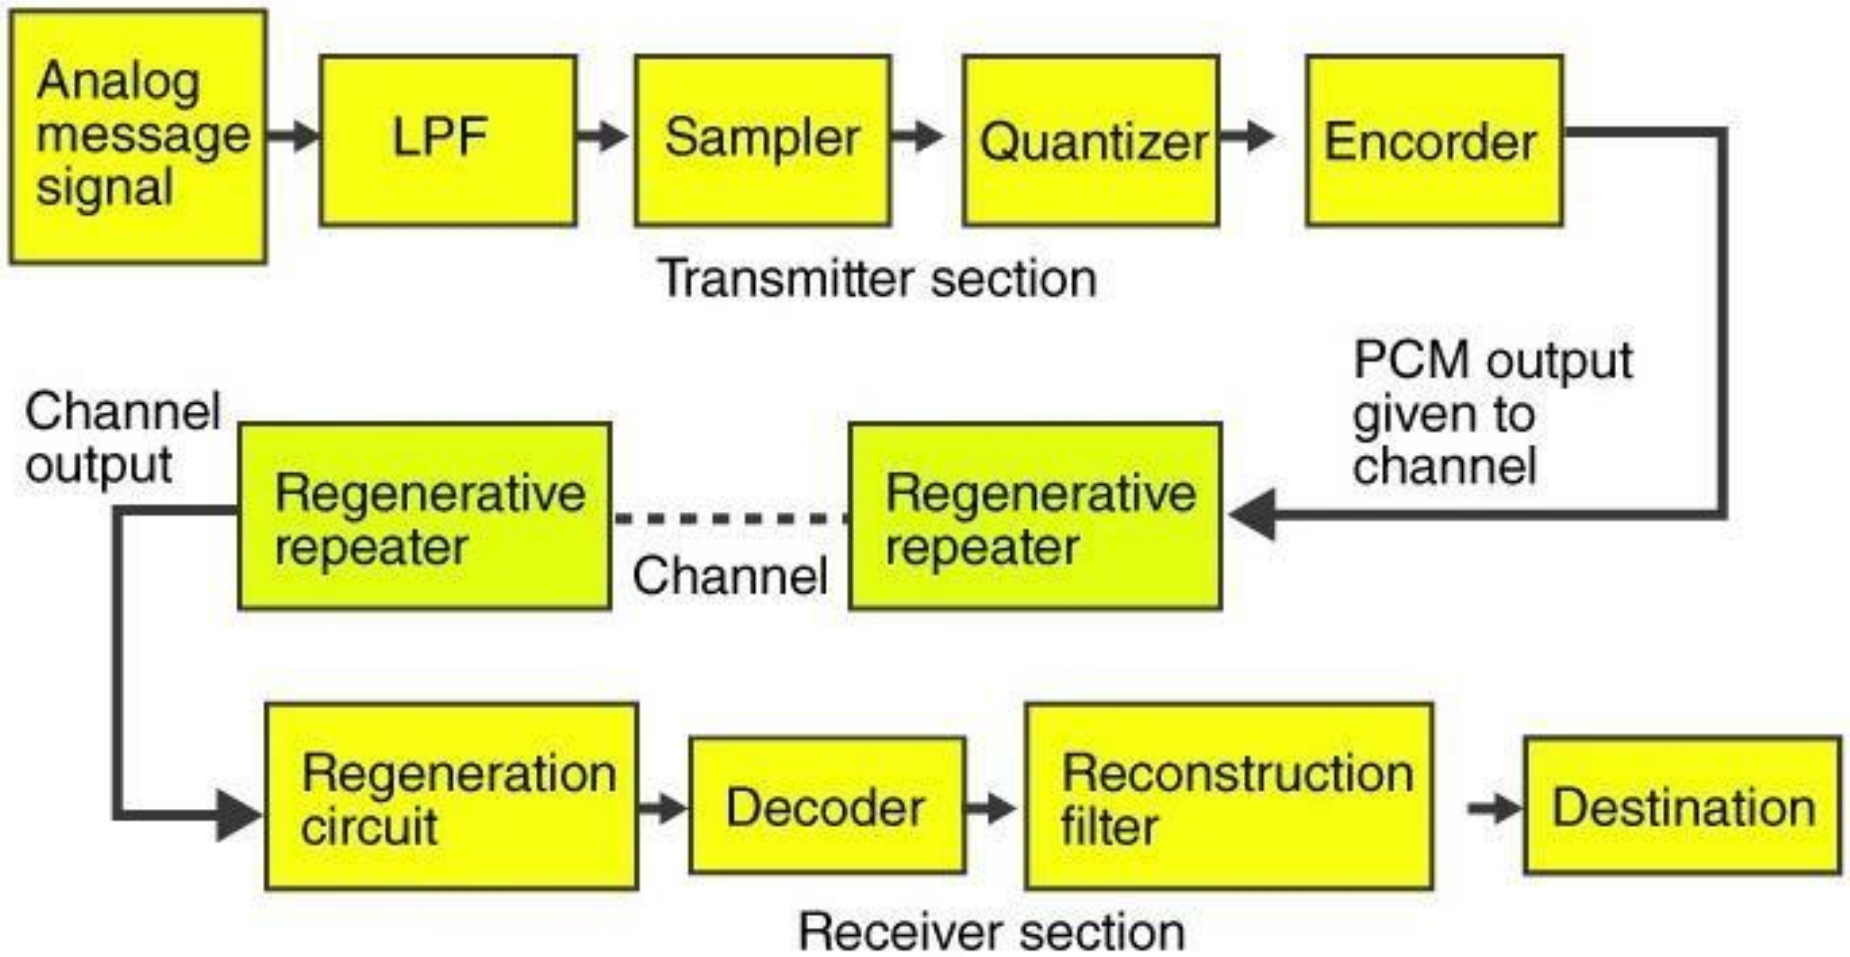 Analog
message
signal
LPF
Sampler
Quantizer
Encorder
Transmitter section
PCM output
given to
channel
Channel
output
Regenerative
repeater
Channel
Regenerative
repeater
Regeneration
circuit
Decoder
Reconstruction
filter
Destination
Receiver section